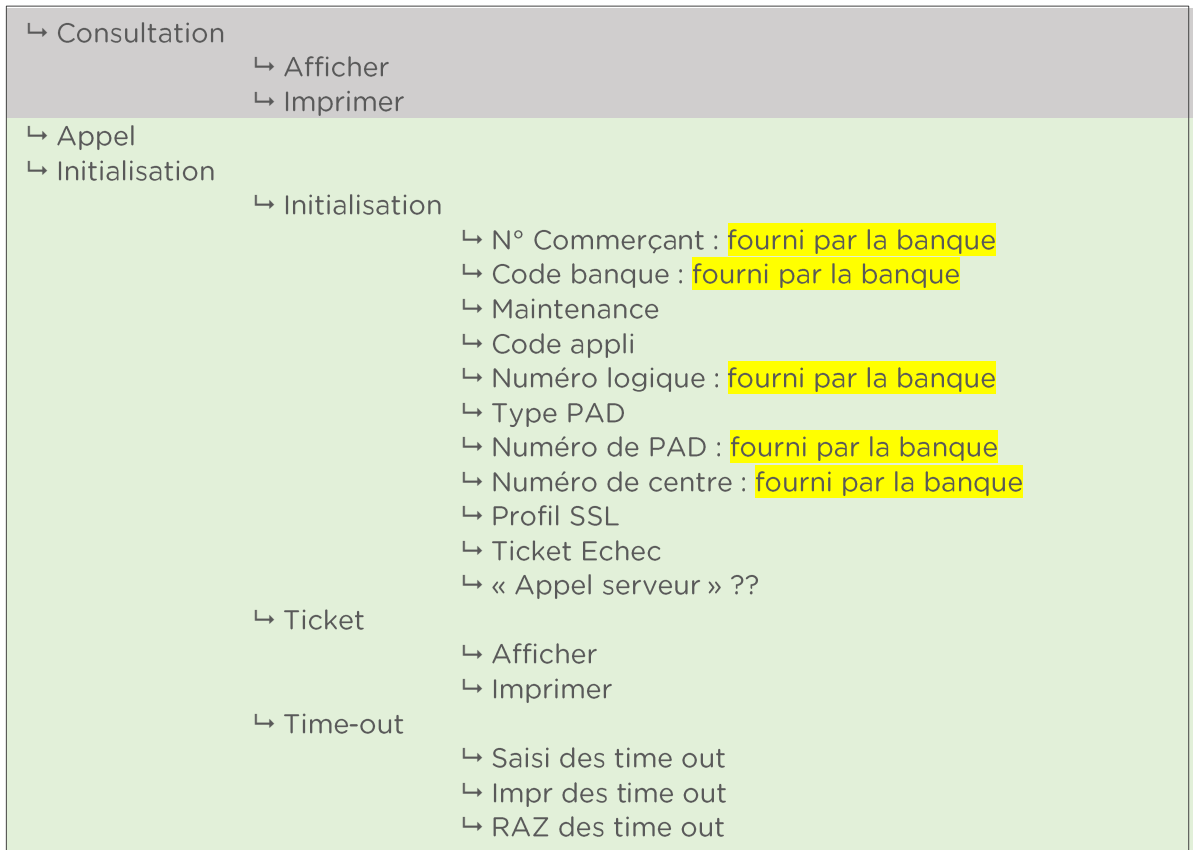 ↳ Consultation
↳ Afficher
↳ Imprimer
↳ Appel
↳ Initialisation
↳ Initialisation
↳ N° Commerçant : fourni par la banque
↳ Code banque : fourni par la banque
↳ Maintenance
↳ Code appli
↳ Numéro logique : fourni par la banque
↳ Type PAD
↳ Numéro de PAD : fourni par la banque
↳ Numéro de centre : fourni par la banque
↳ Profil SSL
↳ Ticket Echec
↳ « Appel serveur » ??
↳ Ticket
↳ Afficher
↳ Imprimer
↳ Time-out
↳ Saisi des time out
↳ Impr des time out
↳ RAZ des time out